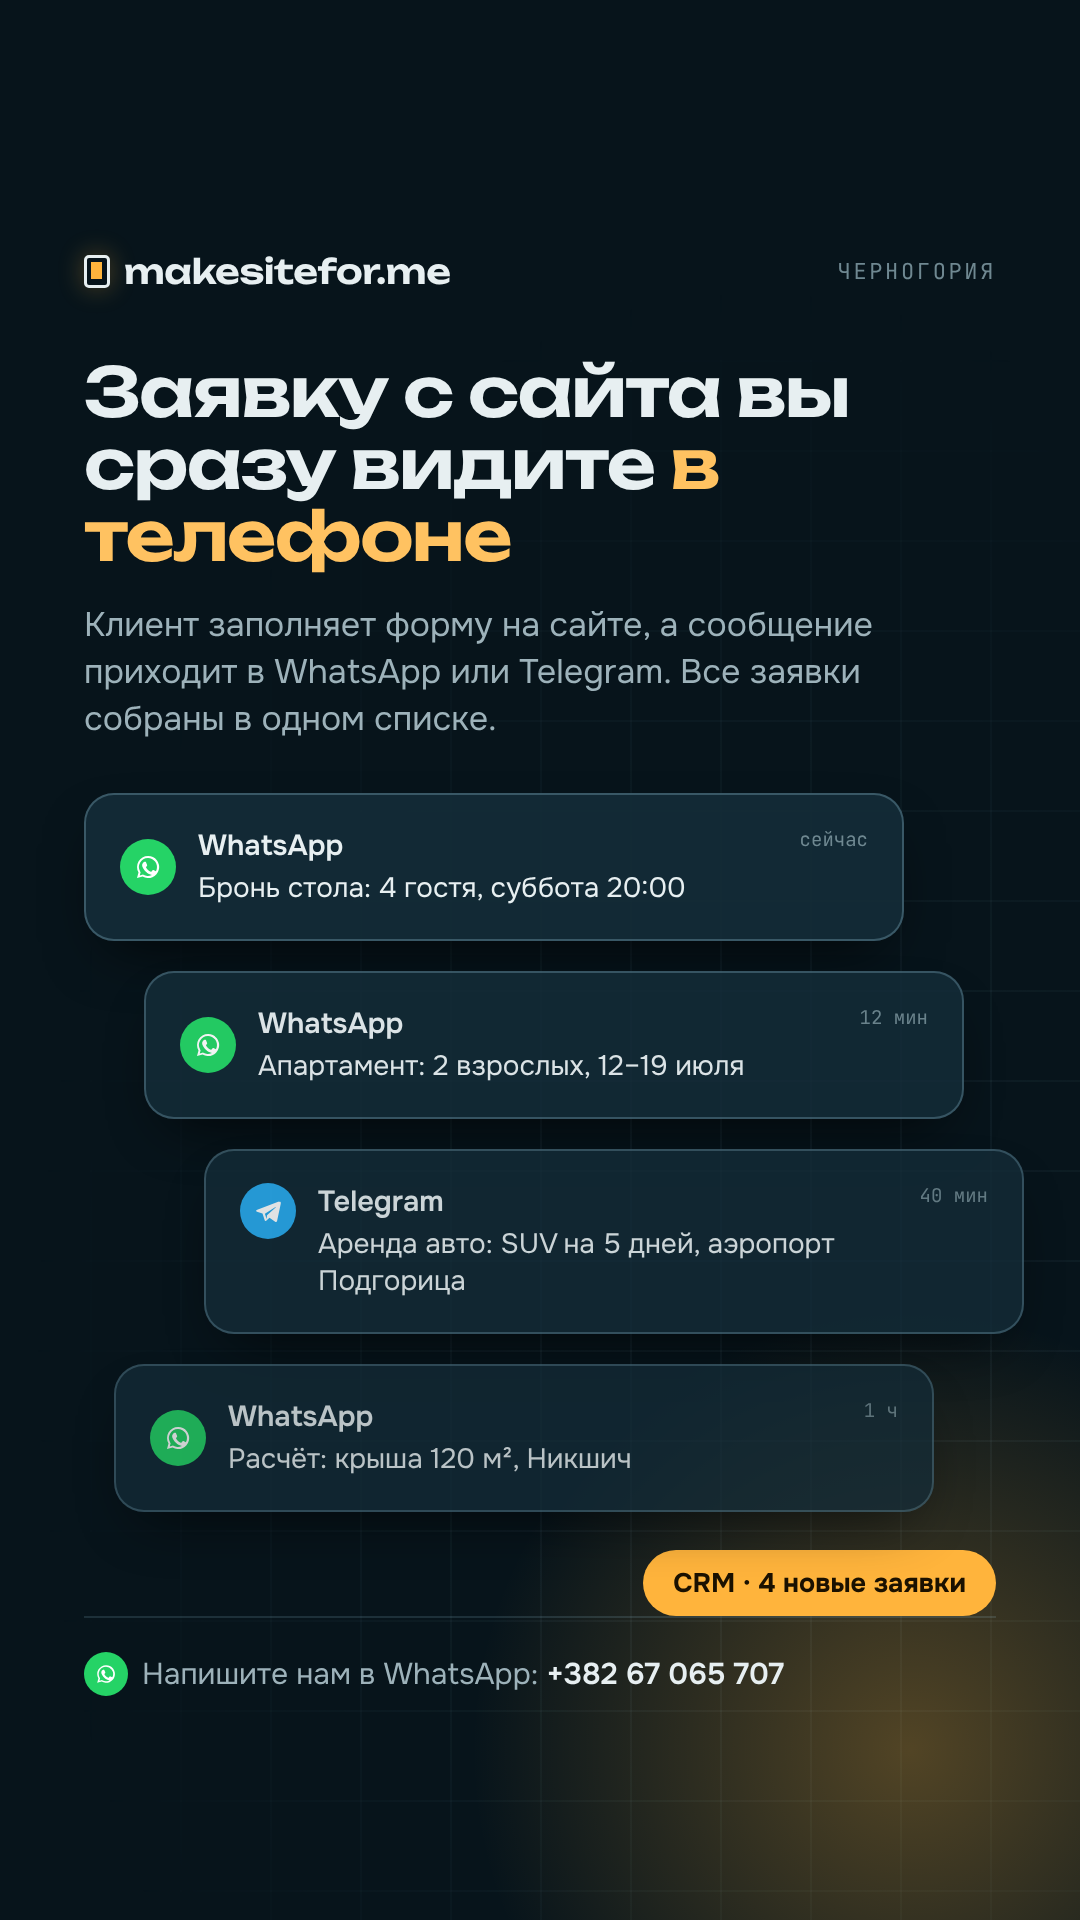 makesitefor.me
ЧЕРНОГОРИЯ
Заявку с сайта вы
сразу видите в
телефоне
Клиент заполняет форму на сайте, а сообщение
приходит в WhatsApp или Telegram. Все заявки
собраны в одном списке.
WhatsApp
сейчас
Бронь стола: 4 гостя, суббота 20:00
WhatsApp
12 мин
Апартамент: 2 взрослых, 12–19 июля
Telegram
40 мин
Аренда авто: SUV на 5 дней, аэропорт
Подгорица
WhatsApp
1 ч
Расчёт: крыша 120 м², Никшич
CRM · 4 новые заявки
Напишите нам в WhatsApp: +382 67 065 707